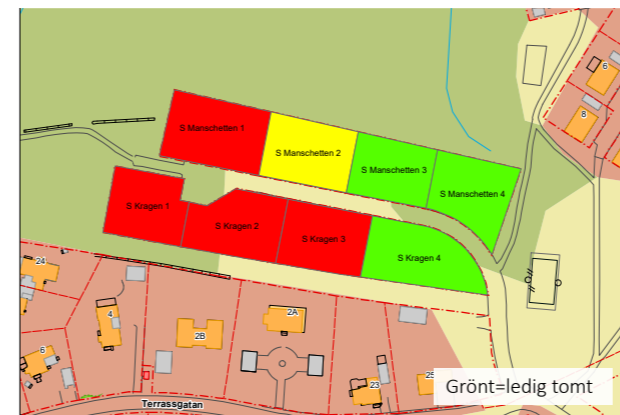 6
8
S Manschetten 1
S Manschetten 2
S Manschetten 3
S Manschetten 4
S Kragen 1
S Kragen 2
S Kragen 3
S Kragen 4
24
4
2A
2B
6
23
25
Grönt=ledig tomt
Terrassgatan